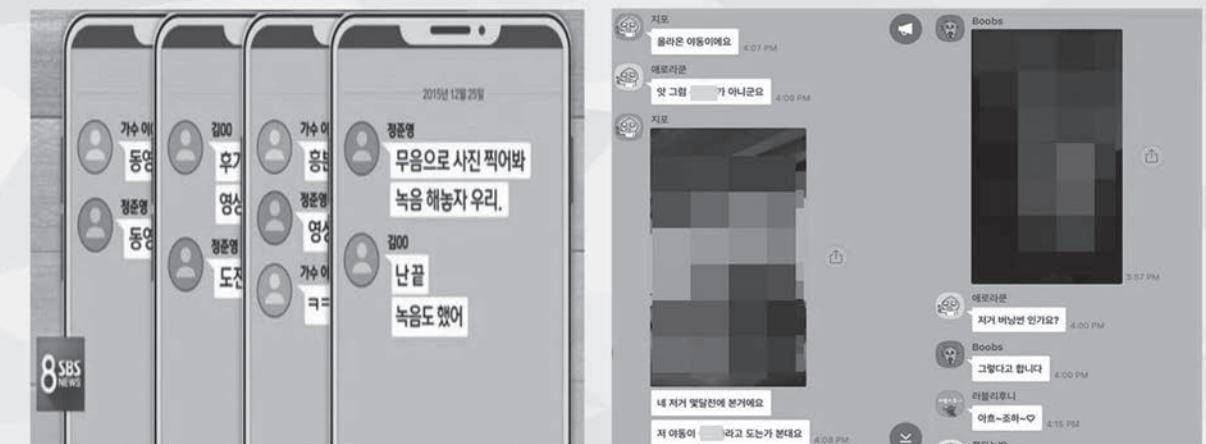 가수 이
동영
정준영
동영
김00
후기
영상
정준영
도전
가수 이
흥분
정준영
영상
가수 이
ㅋㅋ
2015년 12월 25일
정준영
무음으로 사진 찍어봐
녹음 해놓자 우리.
김00
난 끝
녹음도 했어
8 SBS
NEWS
지포
올라온 야동이에요
4:07 PM
애로라쿤
앗 그럼 가 아니군요
4:08 PM
지포
네 저거 몇달전에 본거에요
저 야동이 라고 도는가 본대요
4:08 PM
Boobs
3:57 PM
애로라쿤
저거 버닝썬 인가요?
4:00 PM
Boobs
그렇다고 합니다
4:00 PM
러블리후니
아흐~조하~♡
4:15 PM